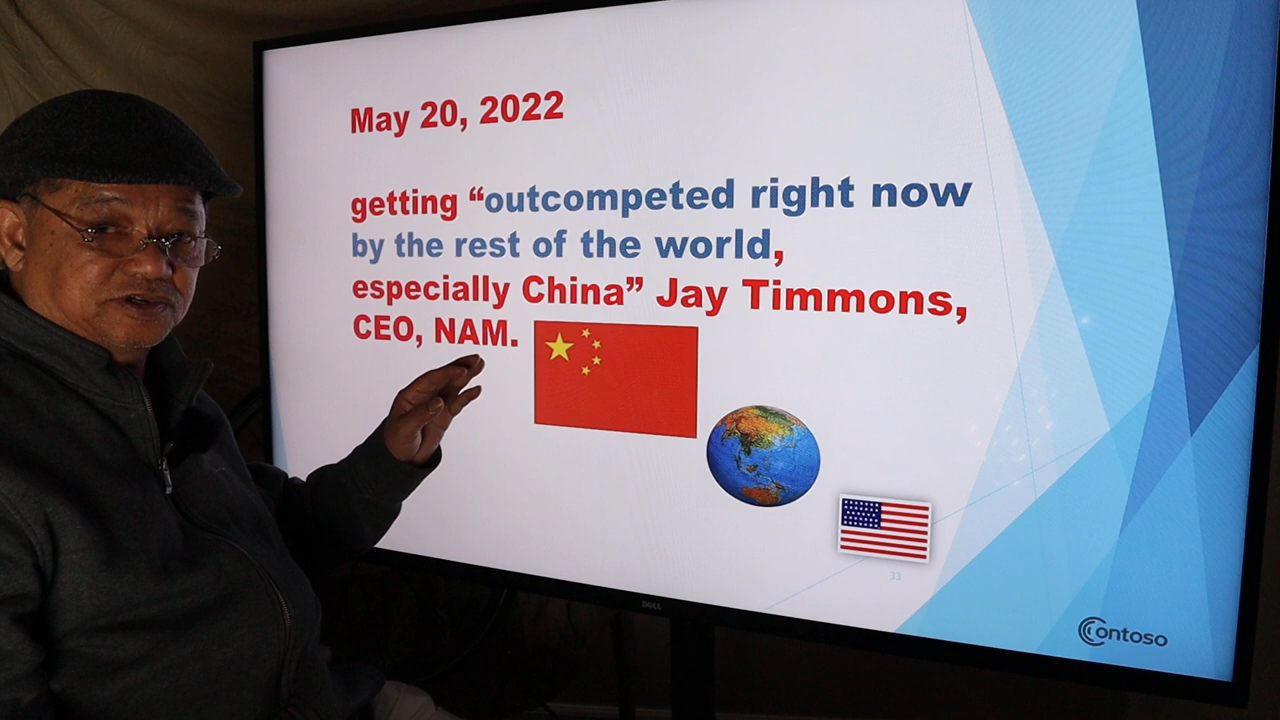 May 20, 2022
getting “outcompeted right now
by the rest of the world,
especially China” Jay Timmons,
CEO, NAM.
33
Contoso
DELL